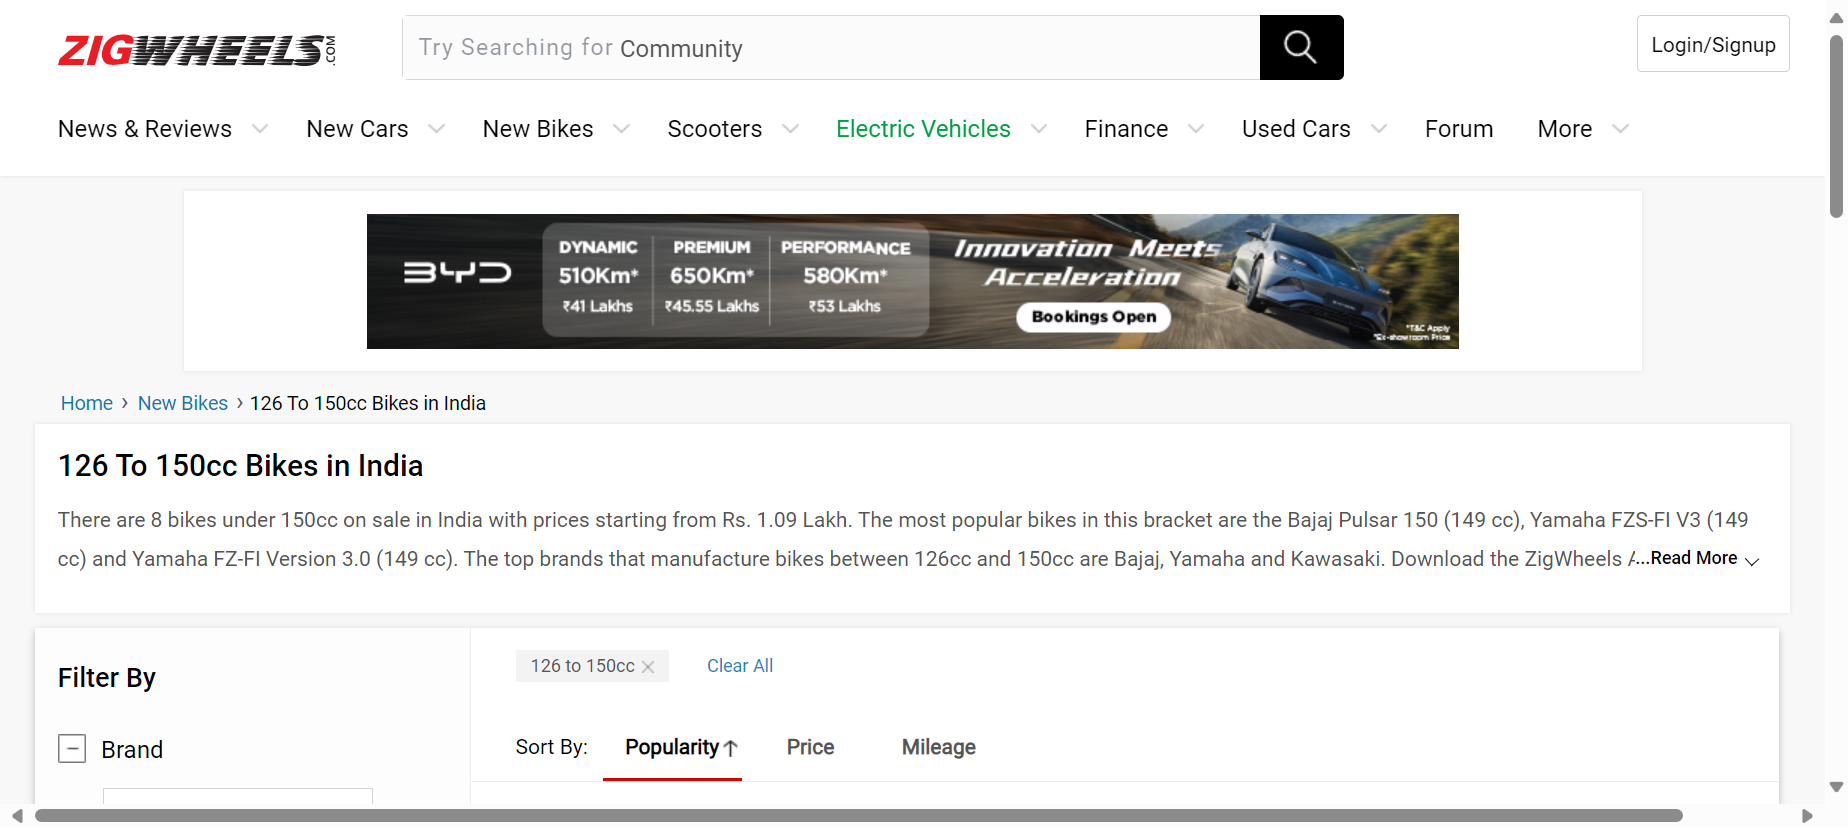 ZIGWHEELS.COM
Try Searching for Community
Login/Signup
News & Reviews New Cars New Bikes Scooters Electric Vehicles Finance Used Cars Forum More
BYD
DYNAMIC PREMIUM PERFORMANCE
510Km* 650Km* 580Km*
₹41 Lakhs ₹45.55 Lakhs ₹53 Lakhs
Innovation Meets
Acceleration
Bookings Open
*T&C Apply
*Ex-showroom Price
Home › New Bikes › 126 To 150cc Bikes in India
126 To 150cc Bikes in India
There are 8 bikes under 150cc on sale in India with prices starting from Rs. 1.09 Lakh. The most popular bikes in this bracket are the Bajaj Pulsar 150 (149 cc), Yamaha FZS-FI V3 (149
cc) and Yamaha FZ-FI Version 3.0 (149 cc). The top brands that manufacture bikes between 126cc and 150cc are Bajaj, Yamaha and Kawasaki. Download the ZigWheels A...Read More
Filter By
Brand
126 to 150cc Clear All
Sort By: Popularity↑ Price Mileage